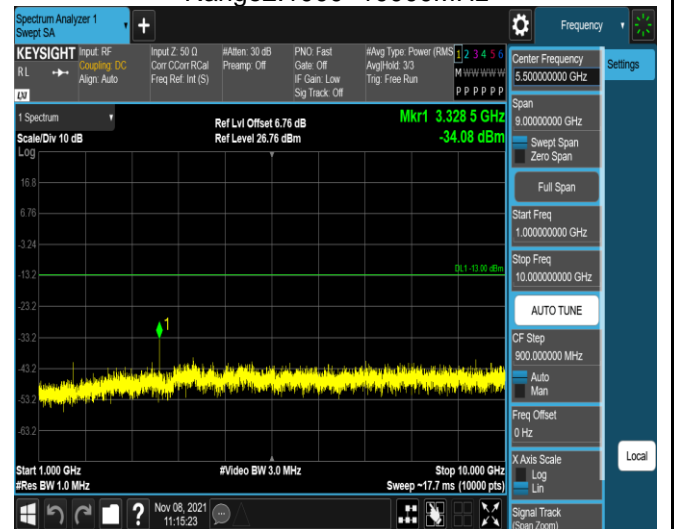 Range2:1000~10000MHz
Spectrum Analyzer 1
Swept SA
Frequency
KEYSIGHT
Input: RF
Input Z: 50 Ω
#Atten: 30 dB
PNO: Fast
#Avg Type: Power (RMS
1 2 3 4 5 6
R L
Coupling: DC
Corr CCorr RCal
Preamp: Off
Gate: Off
Avg|Hold: 3/3
M W W W W W
Align: Auto
Freq Ref: Int (S)
IF Gain: Low
Trig: Free Run
Sig Track: Off
P P P P P P
LXI
1 Spectrum
Scale/Div 10 dB
Log
Ref Lvl Offset 6.76 dB
Ref Level 26.76 dBm
Mkr1 3.328 5 GHz
-34.08 dBm
16.8
6.76
-3.24
-13.2
DL1 -13.00 dBm
-23.2
1
-33.2
-43.2
-53.2
-63.2
Start 1.000 GHz
#Video BW 3.0 MHz
Stop 10.000 GHz
#Res BW 1.0 MHz
Sweep ~17.7 ms (10000 pts)
Center Frequency
5.500000000 GHz
Settings
Span
9.00000000 GHz
Swept Span
Zero Span
Full Span
Start Freq
1.000000000 GHz
Stop Freq
10.000000000 GHz
AUTO TUNE
CF Step
900.000000 MHz
Auto
Man
Freq Offset
0 Hz
X Axis Scale
Log
Lin
Local
Signal Track
(Span Zoom)
?
Nov 08, 2021
11:15:23